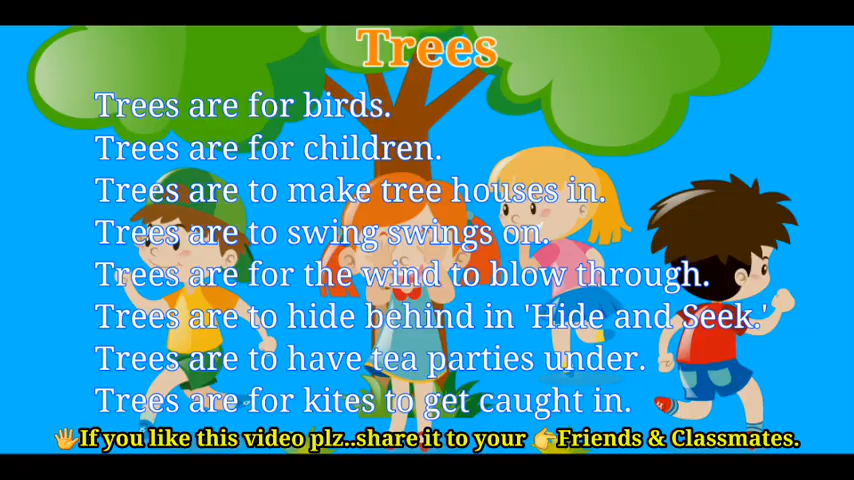 Trees
Trees are for birds.
Trees are for children.
Trees are to make tree houses in.
Trees are to swing swings on.
Trees are for the wind to blow through.
Trees are to hide behind in 'Hide and Seek.'
Trees are to have tea parties under.
Trees are for kites to get caught in.
🖐If you like this video plz..share it to your 👉Friends & Classmates.